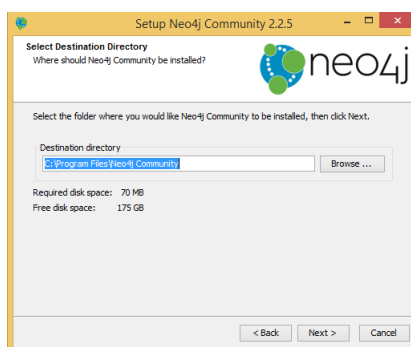 Setup Neo4j Community 2.2.5
Select Destination Directory
Where should Neo4j Community be installed?
neo4j
Select the folder where you would like Neo4j Community to be installed, then click Next.
Destination directory
C:\Program Files\Neo4j Community
Browse ...
Required disk space: 70 MB
Free disk space: 175 GB
< Back Next > Cancel